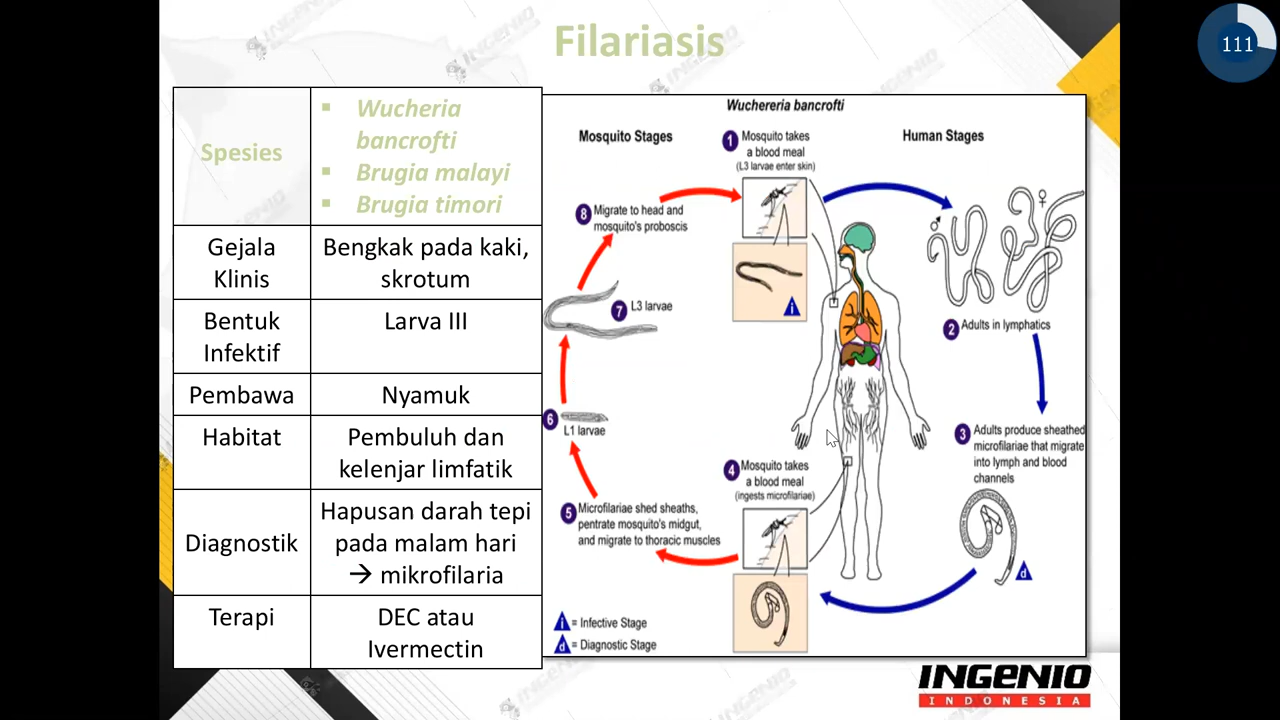 Filariasis
111
Spesies
▪ Wucheria
bancrofti
▪ Brugia malayi
▪ Brugia timori
Gejala
Klinis
Bengkak pada kaki,
skrotum
Bentuk
Infektif
Larva III
Pembawa
Nyamuk
Habitat
Pembuluh dan
kelenjar limfatik
Diagnostik
Hapusan darah tepi
pada malam hari
→ mikrofilaria
Terapi
DEC atau
Ivermectin
Wuchereria bancrofti
Mosquito Stages
Human Stages
1 Mosquito takes
a blood meal
(L3 larvae enter skin)
i
2 Adults in lymphatics
3 Adults produce sheathed
microfilariae that migrate
into lymph and blood
channels
d
4 Mosquito takes
a blood meal
(ingests microfilariae)
5 Microfilariae shed sheaths,
pentrate mosquito's midgut,
and migrate to thoracic muscles
6
L1 larvae
7 L3 larvae
8 Migrate to head and
mosquito's proboscis
i = Infective Stage
d = Diagnostic Stage
INGENIO
INDONESIA